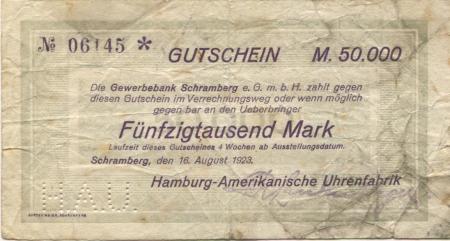 № 06145 *
GUTSCHEIN M. 50.000
Die Gewerbebank Schramberg e. G. m. b. H. zahlt gegen
diesen Gutschein im Verrechnungsweg oder wenn möglich
gegen bar an den Ueberbringer
Fünfzigtausend Mark
Laufzeit dieses Gutscheines 4 Wochen ab Ausstellungsdatum.
Schramberg, den 16. August 1923.
Hamburg-Amerikanische Uhrenfabrik
H.A.U.